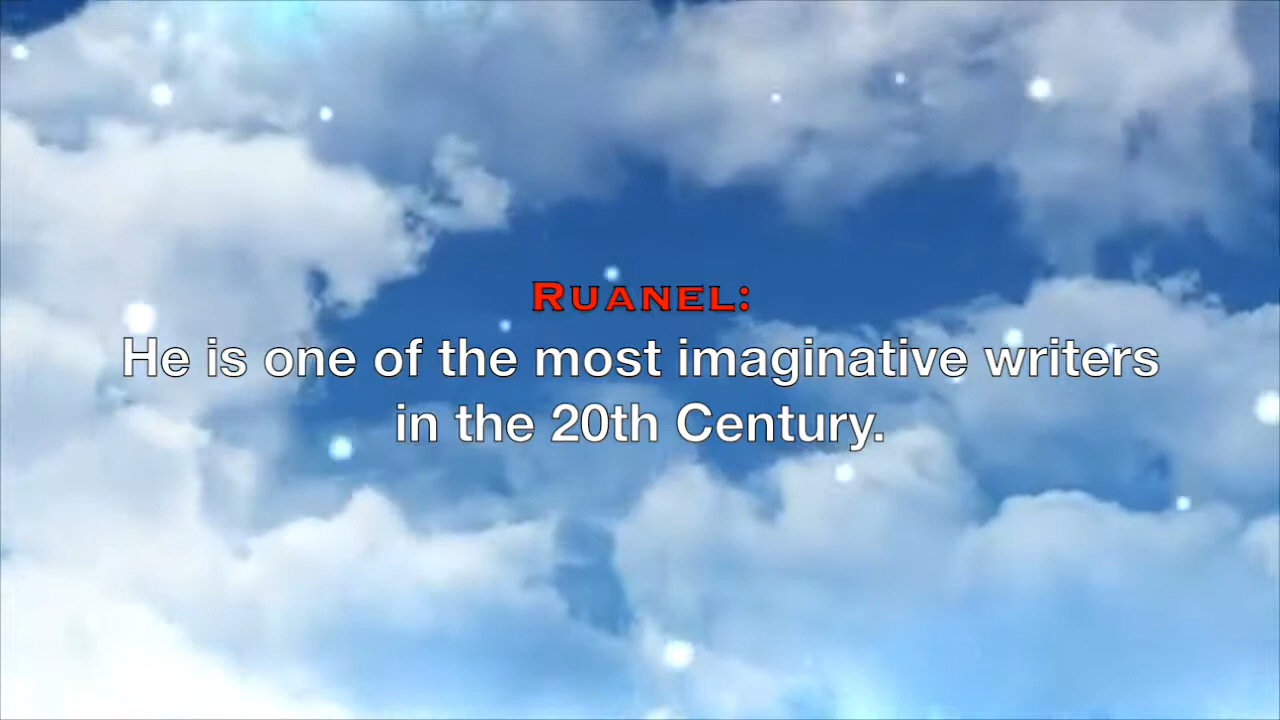 RUANEL:
He is one of the most imaginative writers
in the 20th Century.